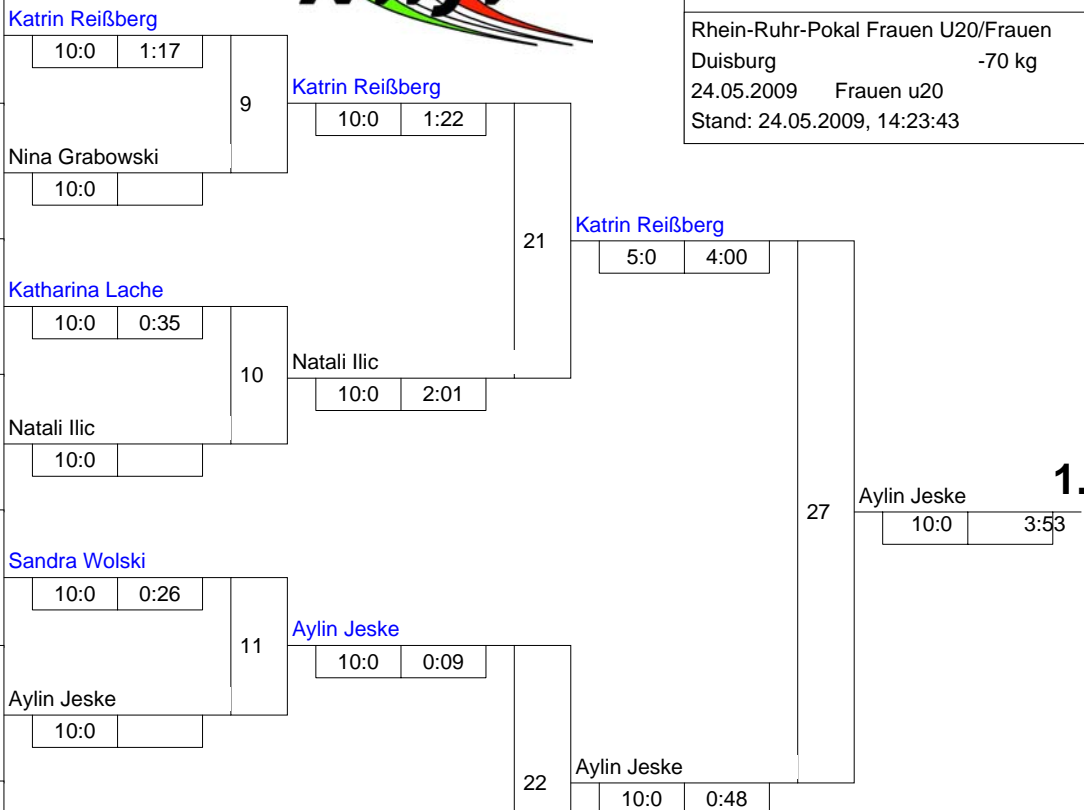 Katrin Reißberg
10:0 1:17
9
Nina Grabowski
10:0
Katrin Reißberg
10:0 1:22
Rhein-Ruhr-Pokal Frauen U20/Frauen
Duisburg -70 kg
24.05.2009 Frauen u20
Stand: 24.05.2009, 14:23:43
21
Katrin Reißberg
5:0 4:00
Katharina Lache
10:0 0:35
10
Natali Ilic
10:0
Natali Ilic
10:0 2:01
27
Aylin Jeske 1.
10:0 3:53
Sandra Wolski
10:0 0:26
11
Aylin Jeske
10:0
Aylin Jeske
10:0 0:09
22
Aylin Jeske
10:0 0:48